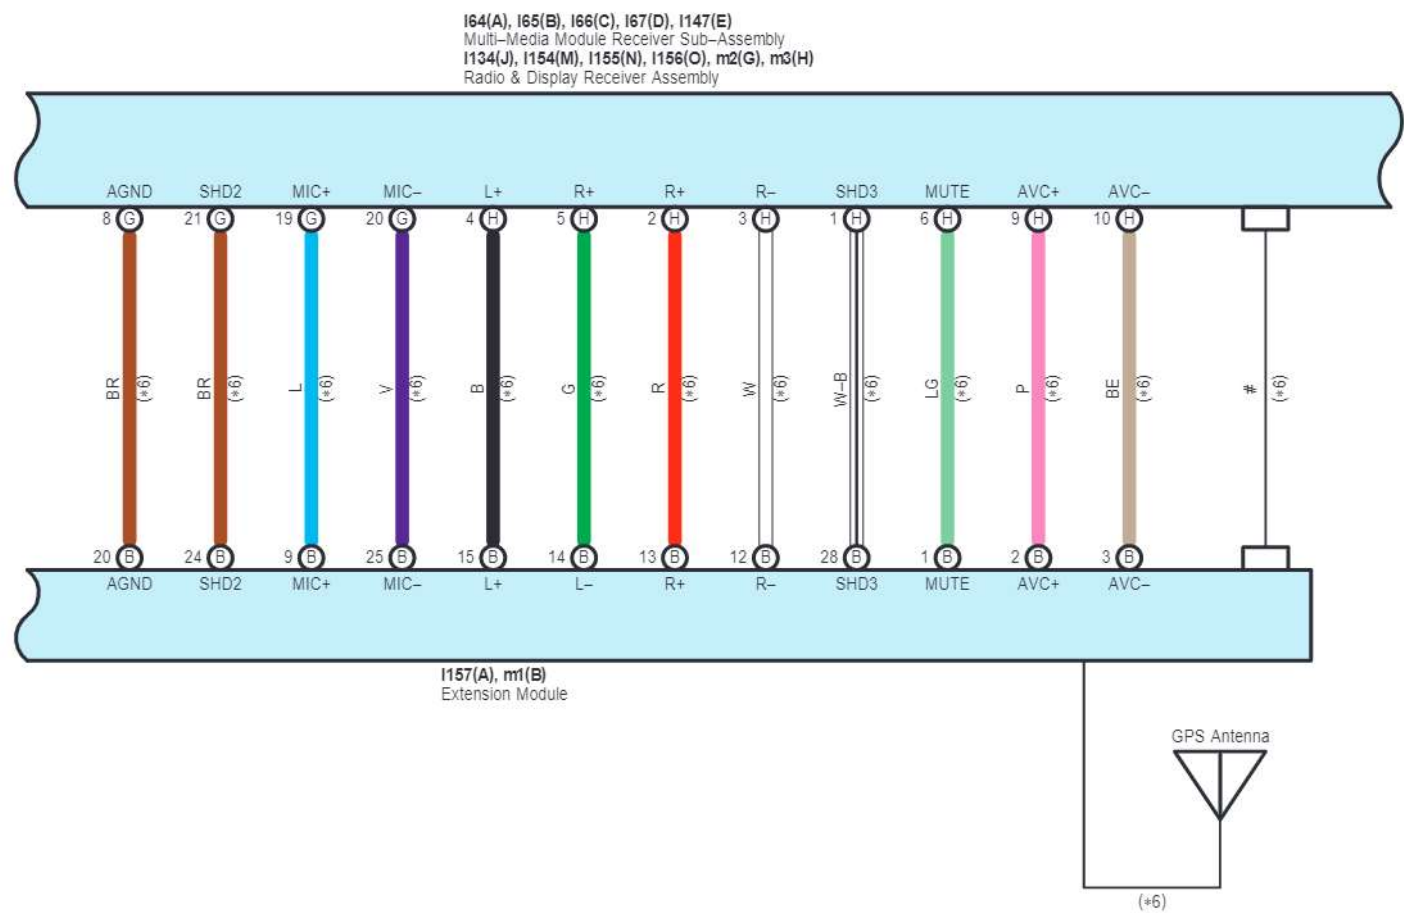 I64(A), I65(B), I66(C), I67(D), I147(E)
Multi–Media Module Receiver Sub–Assembly
I134(J), I154(M), I155(N), I156(O), m2(G), m3(H)
Radio & Display Receiver Assembly
AGND SHD2 MIC+ MIC– L+ R+ R+ R– SHD3 MUTE AVC+ AVC–
8 G 21 G 19 G 20 G 4 H 5 H 2 H 3 H 1 H 6 H 9 H 10 H
BR (*6) BR (*6) L (*6) V (*6) B (*6) G (*6) R (*6) W (*6) W–B (*6) LG (*6) P (*6) BE (*6) # (*6)
20 B 24 B 9 B 25 B 15 B 14 B 13 B 12 B 28 B 1 B 2 B 3 B
AGND SHD2 MIC+ MIC– L+ L– R+ R– SHD3 MUTE AVC+ AVC–
I157(A), m1(B)
Extension Module
GPS Antenna
(*6)